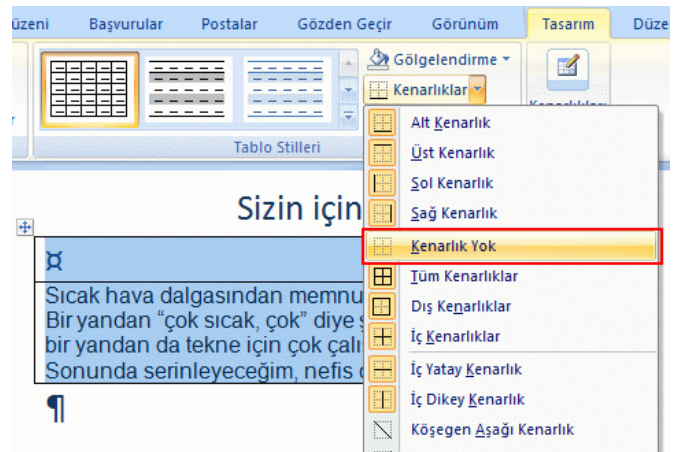 üzeni Başvurular Postalar Gözden Geçir Görünüm Tasarım Düze
Gölgelendirme
Kenarlıklar
Tablo Stilleri
Alt Kenarlık
Üst Kenarlık
Sol Kenarlık
Sağ Kenarlık
Kenarlık Yok
Tüm Kenarlıklar
Dış Kenarlıklar
İç Kenarlıklar
İç Yatay Kenarlık
İç Dikey Kenarlık
Köşegen Aşağı Kenarlık
Sizin için
¤
Sıcak hava dalgasından memnu
Bir yandan “çok sıcak, çok” diye ş
bir yandan da tekne için çok çalı
Sonunda serinleyeceğim, nefis
¶